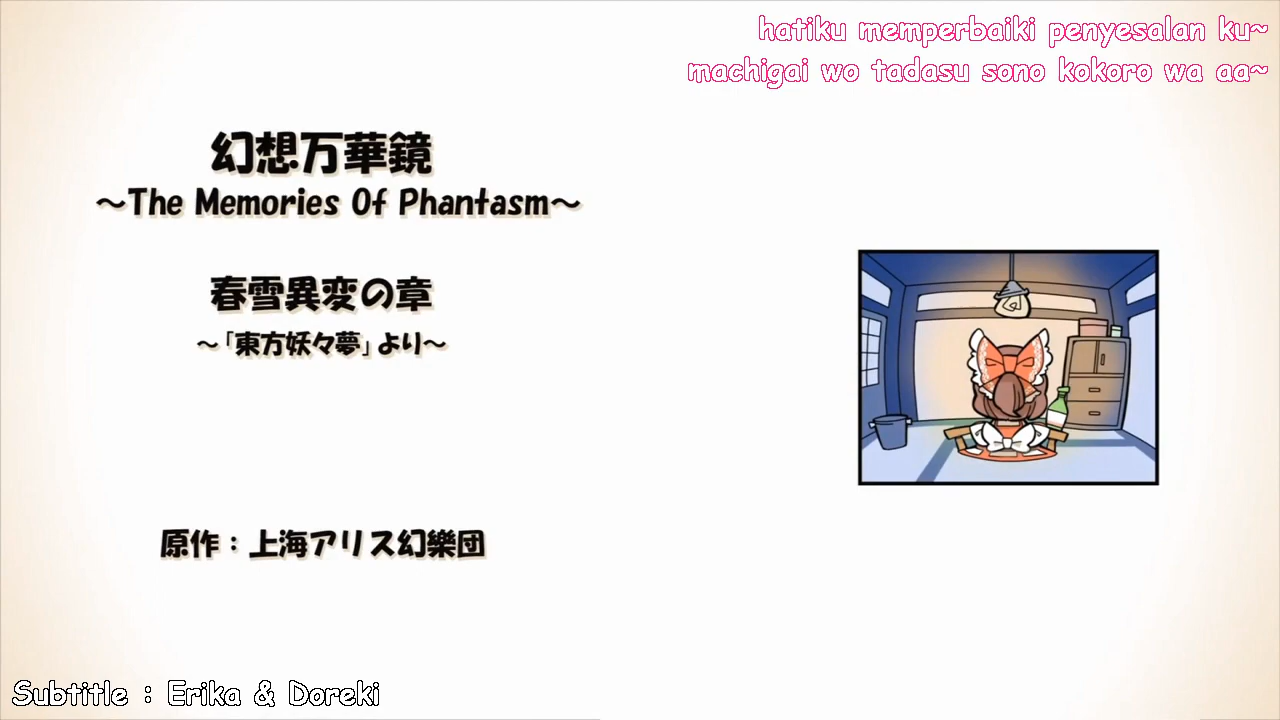 hatiku memperbaiki penyesalan ku~
machigai wo tadasu sono kokoro wa aa~
幻想万華鏡
～The Memories Of Phantasm～
春雪異変の章
～「東方妖々夢」より～
原作：上海アリス幻樂団
Subtitle : Erika & Doreki